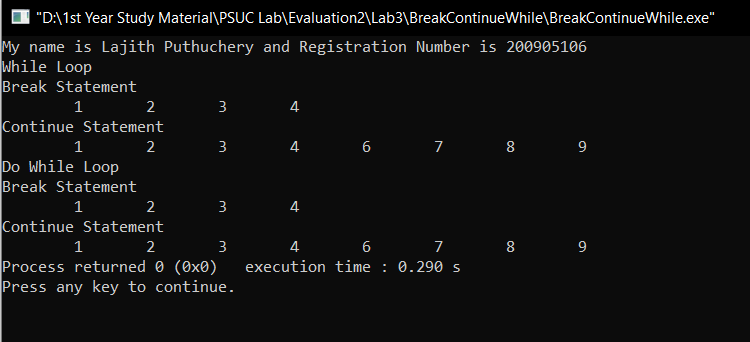 "D:\1st Year Study Material\PSUC Lab\Evaluation2\Lab3\BreakContinueWhile\BreakContinueWhile.exe"
My name is Lajith Puthuchery and Registration Number is 200905106
While Loop
Break Statement
1 2 3 4
Continue Statement
1 2 3 4 6 7 8 9
Do While Loop
Break Statement
1 2 3 4
Continue Statement
1 2 3 4 6 7 8 9
Process returned 0 (0x0)   execution time : 0.290 s
Press any key to continue.